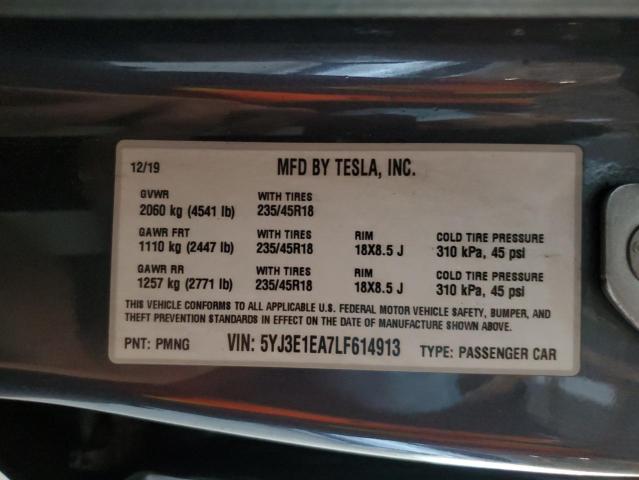 12/19 MFD BY TESLA, INC.
GVWR WITH TIRES
2060 kg (4541 lb) 235/45R18
GAWR FRT WITH TIRES RIM COLD TIRE PRESSURE
1110 kg (2447 lb) 235/45R18 18X8.5 J 310 kPa, 45 psi
GAWR RR WITH TIRES RIM COLD TIRE PRESSURE
1257 kg (2771 lb) 235/45R18 18X8.5 J 310 kPa, 45 psi
THIS VEHICLE CONFORMS TO ALL APPLICABLE U.S. FEDERAL MOTOR VEHICLE SAFETY, BUMPER, AND
THEFT PREVENTION STANDARDS IN EFFECT ON THE DATE OF MANUFACTURE SHOWN ABOVE.
PNT: PMNG VIN: 5YJ3E1EA7LF614913 TYPE: PASSENGER CAR